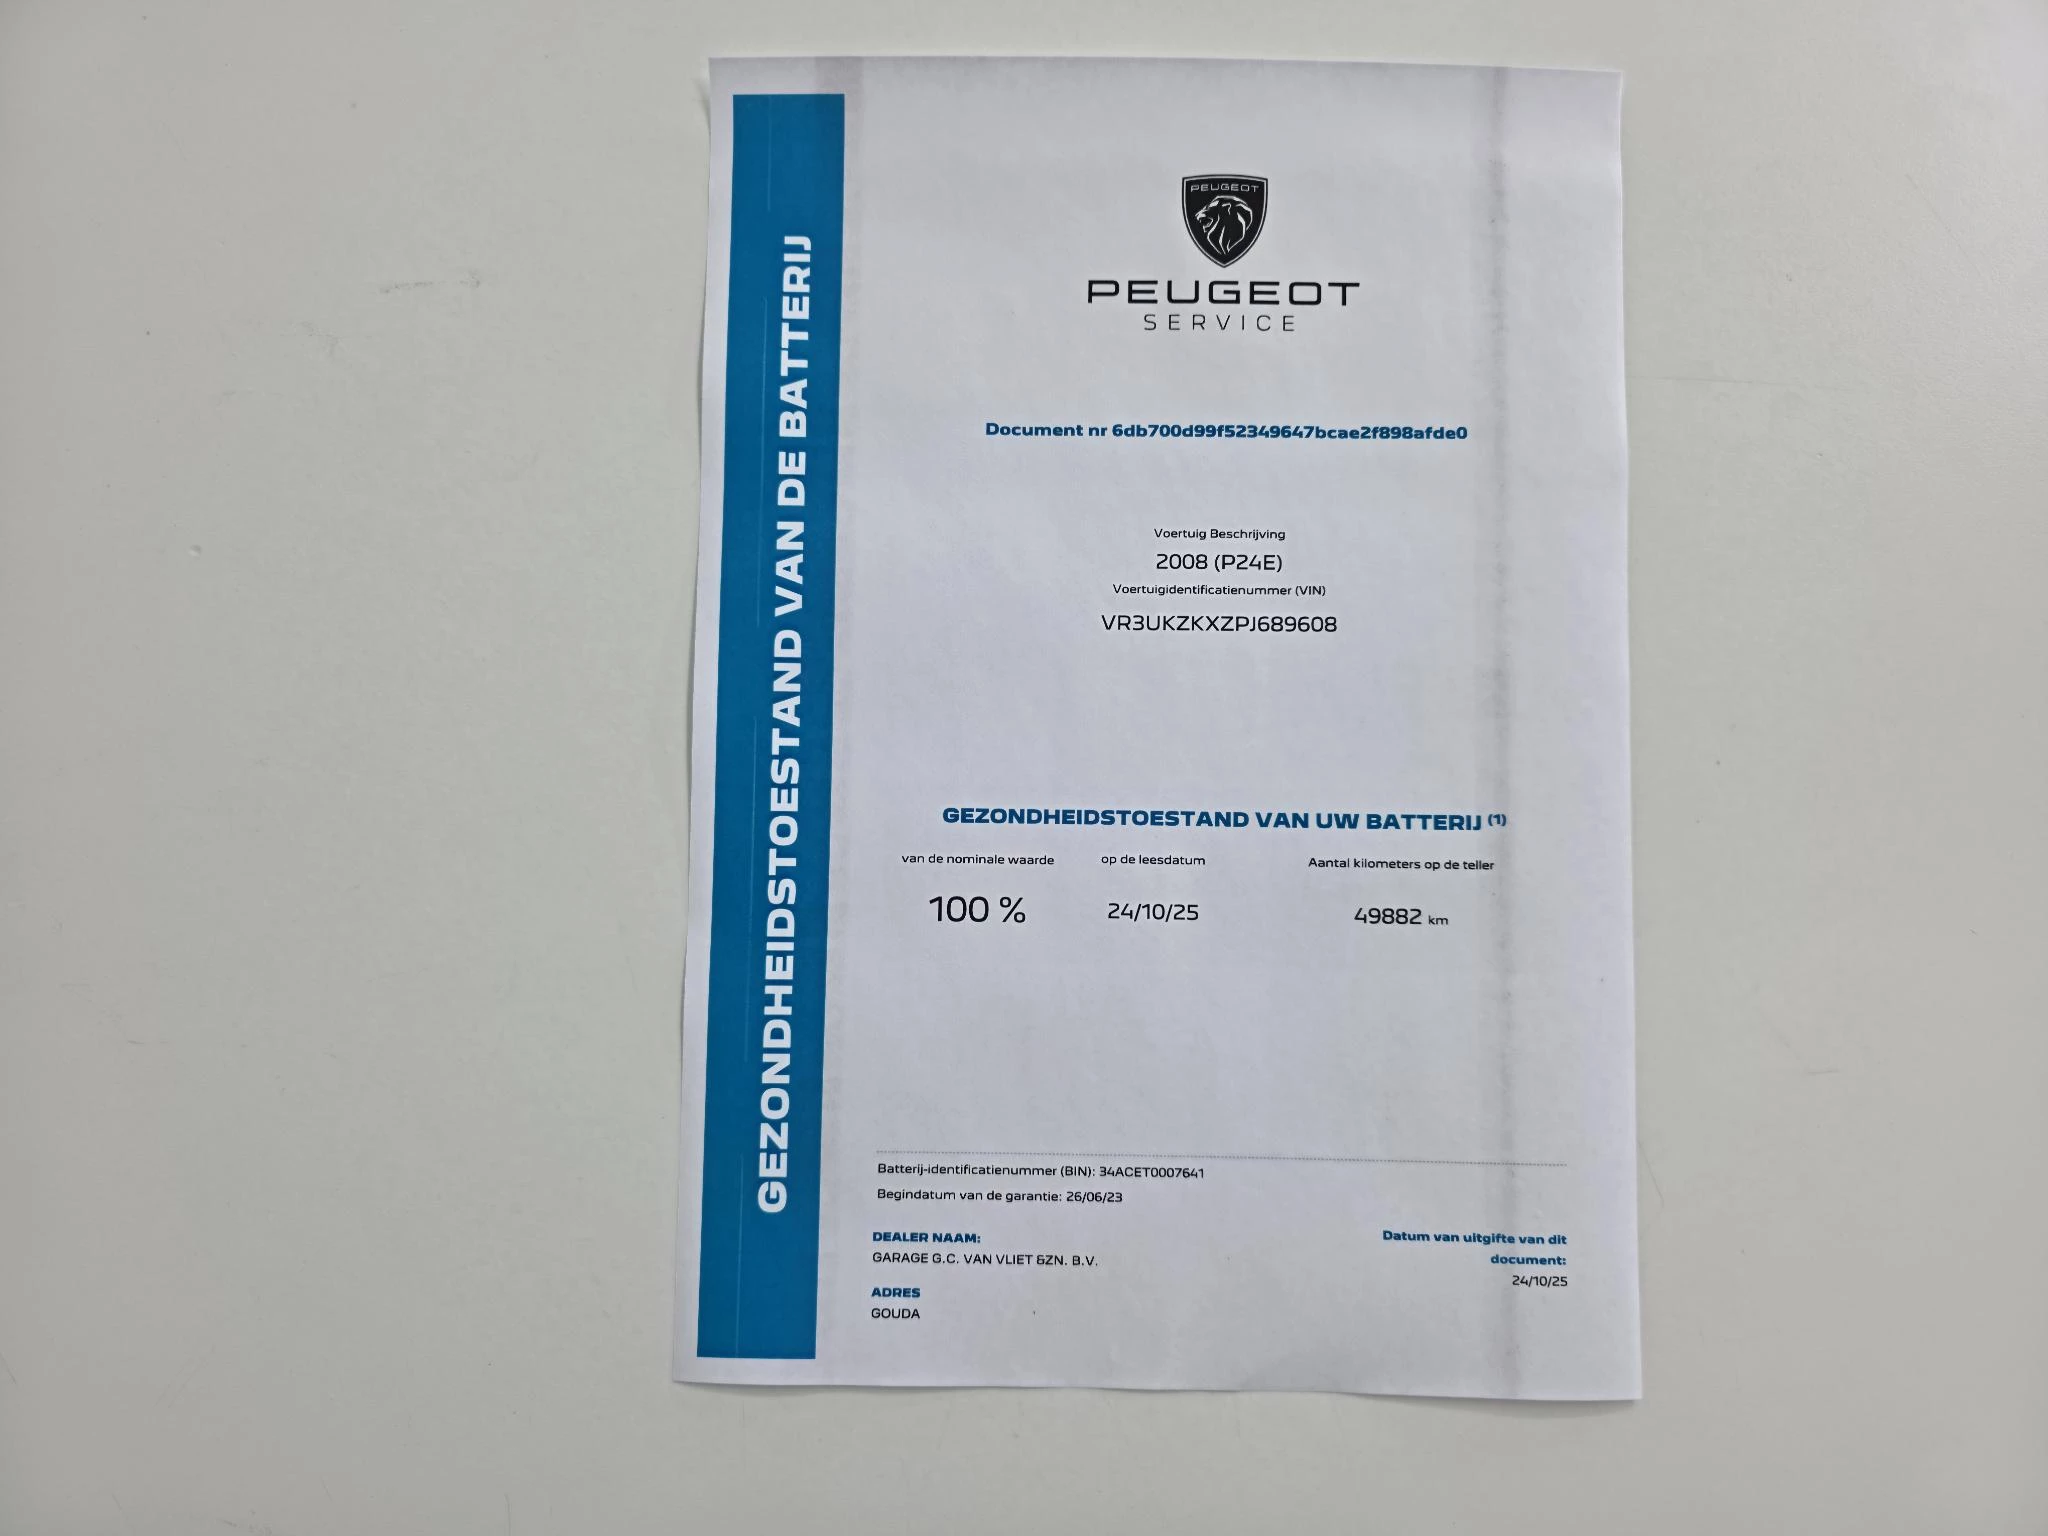 GEZONDHEIDSTOESTAND VAN DE BATTERIJ
PEUGEOT
PEUGEOT
SERVICE
Document nr 6db700d99f52349647bcae2f898afde0
Voertuig Beschrijving
2008 (P24E)
Voertuigidentificatienummer (VIN)
VR3UKZKXZPJ689608
GEZONDHEIDSTOESTAND VAN UW BATTERIJ (1)
van de nominale waarde op de leesdatum Aantal kilometers op de teller
100 % 24/10/25 49882 km
Batterij-identificatienummer (BIN): 34ACET0007641
Begindatum van de garantie: 26/06/23
DEALER NAAM:
GARAGE G.C. VAN VLIET &ZN. B.V.
ADRES
GOUDA
Datum van uitgifte van dit
document:
24/10/25